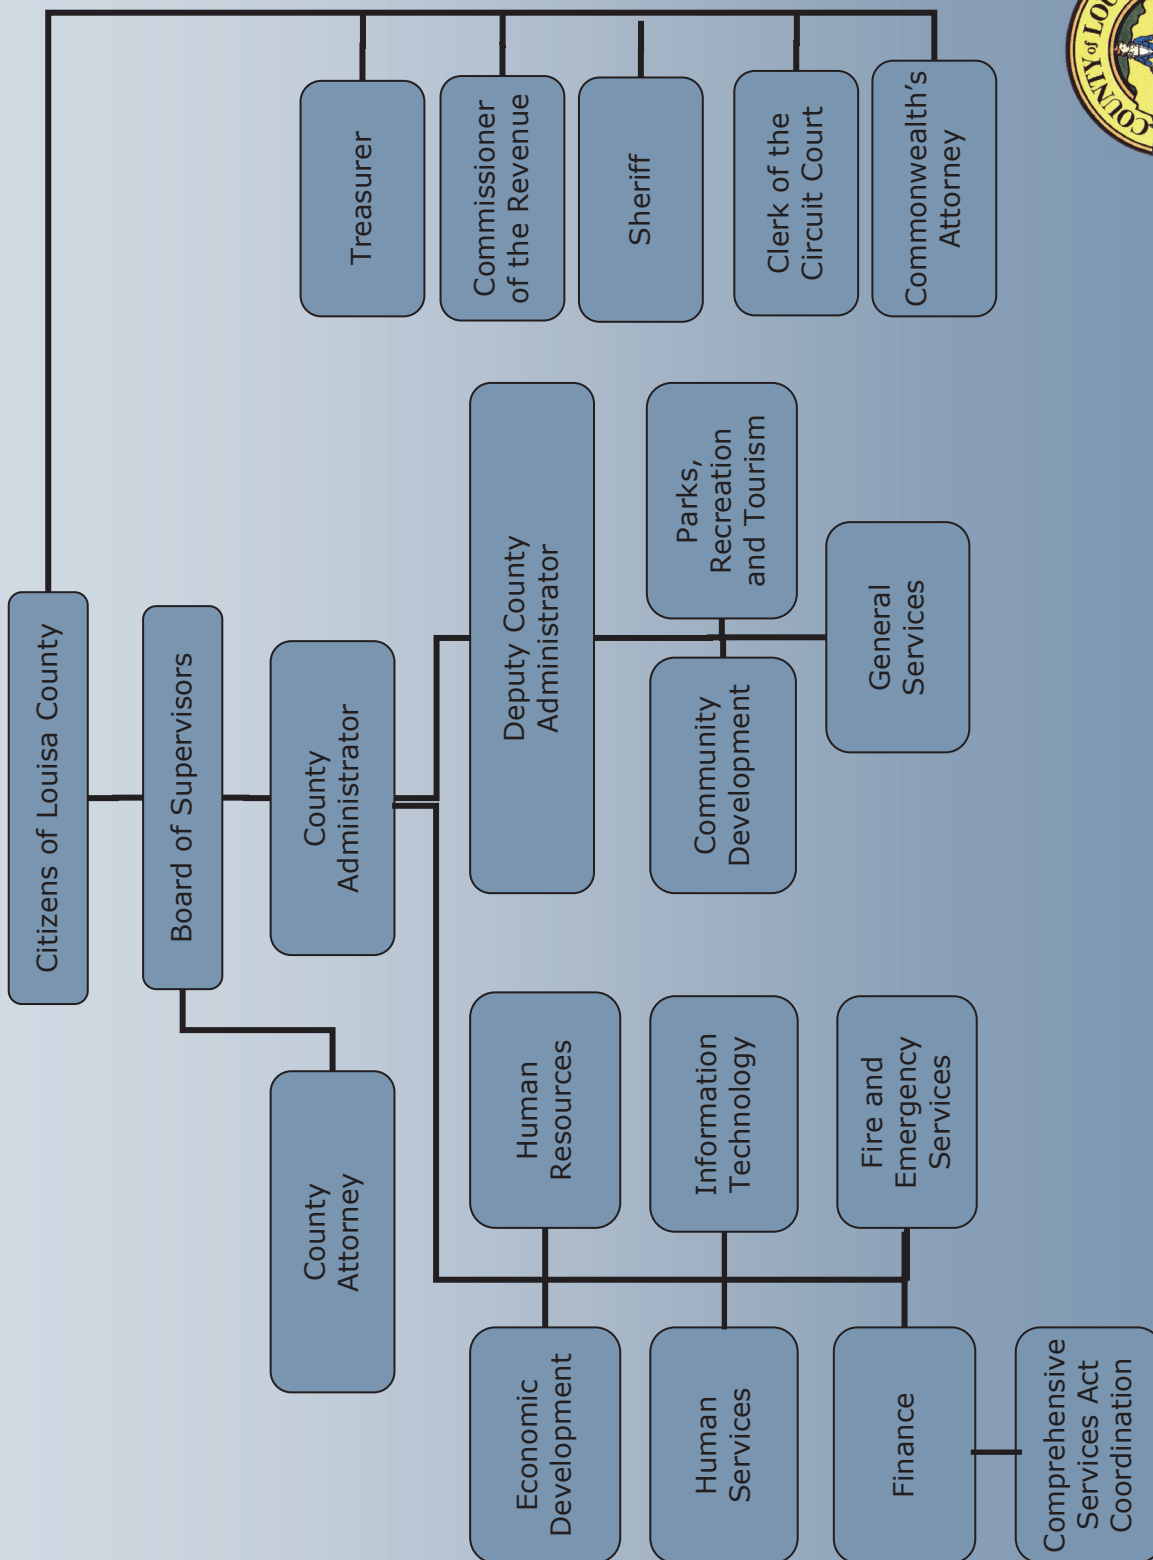 Citizens of Louisa County
Board of Supervisors
County
Attorney
County
Administrator
Treasurer
Economic
Development
Human
Resources
Deputy County
Administrator
Commissioner
of the Revenue
Sheriff
Human
Services
Information
Technology
Community
Development
Parks,
Recreation
and Tourism
Clerk of the
Circuit Court
Finance
Fire and
Emergency
Services
General
Services
Commonwealth's
Attorney
Comprehensive
Services Act
Coordination
COUNTY of